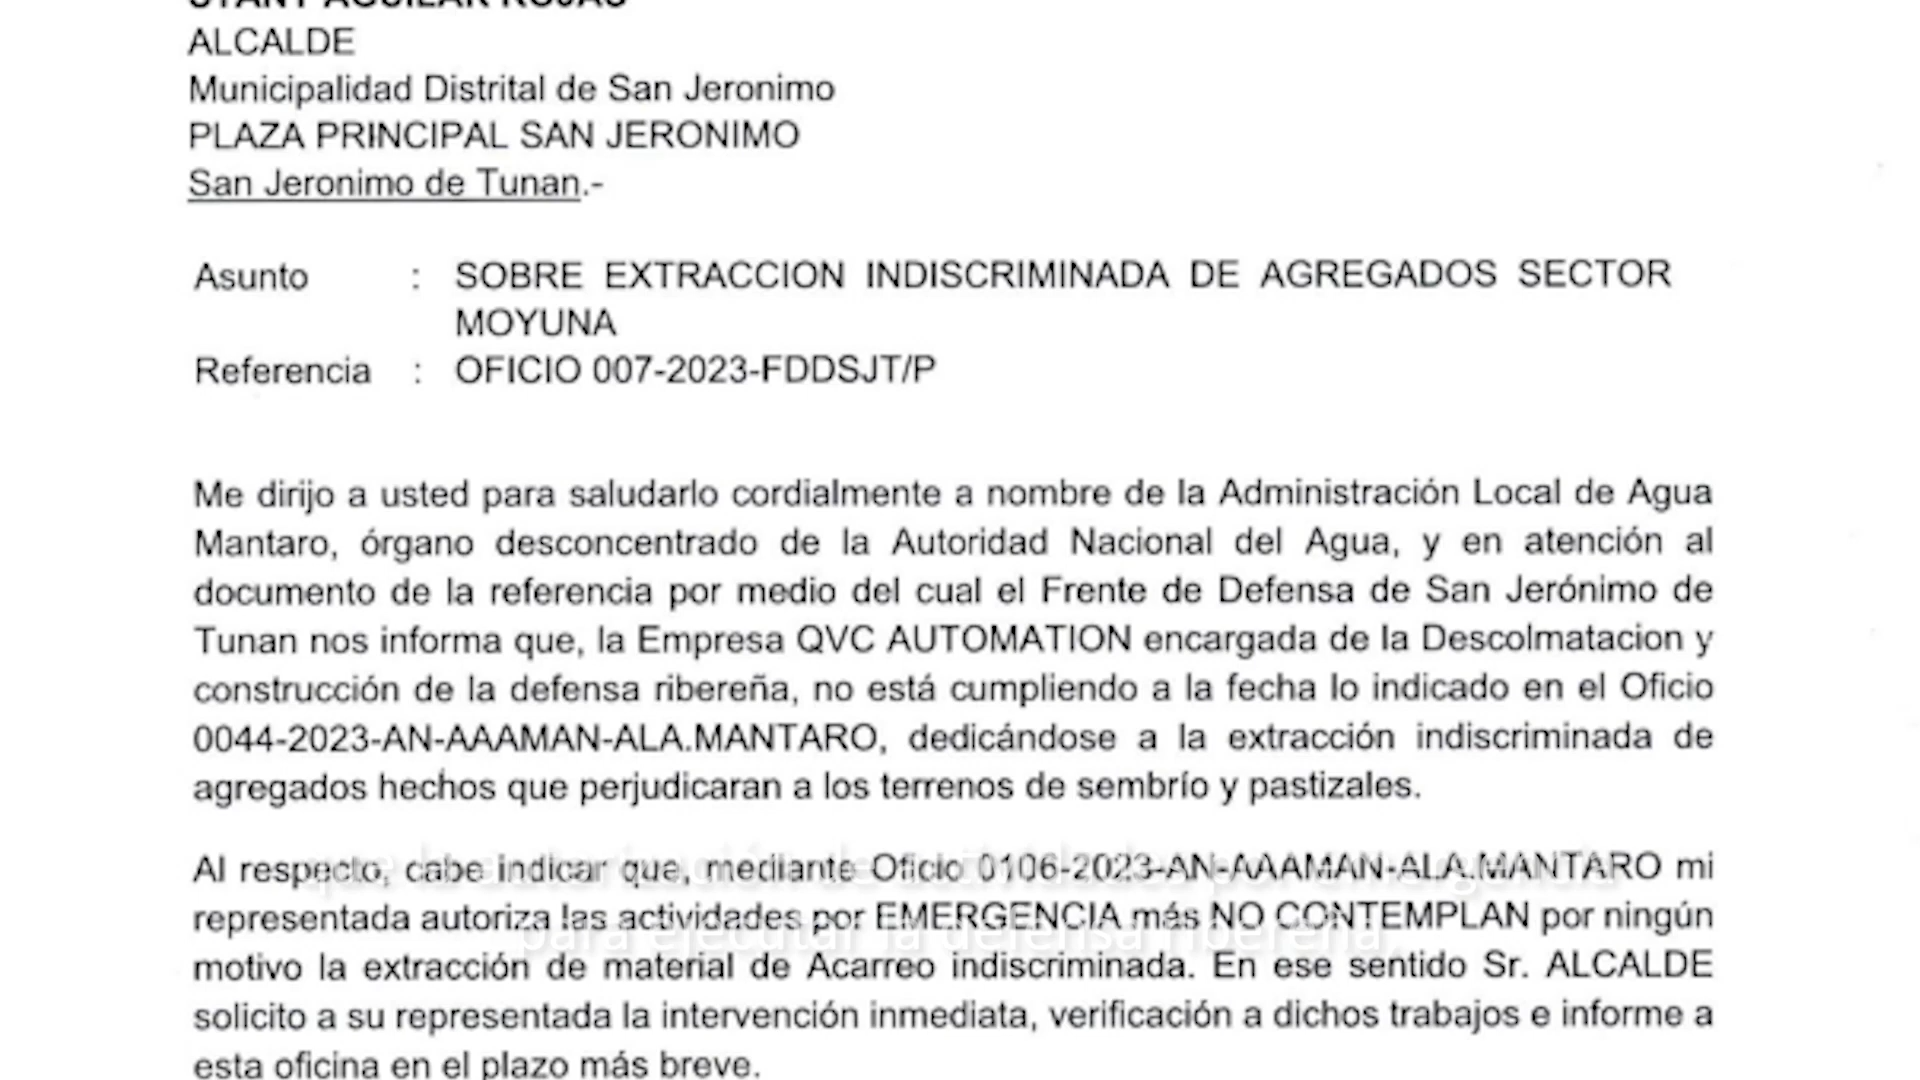 AGUILAR ROJAS
ALCALDE
Municipalidad Distrital de San Jeronimo
PLAZA PRINCIPAL SAN JERONIMO
San Jeronimo de Tunan.-
Asunto : SOBRE EXTRACCION INDISCRIMINADA DE AGREGADOS SECTOR
MOYUNA
Referencia : OFICIO 007-2023-FDDSJT/P
Me dirijo a usted para saludarlo cordialmente a nombre de la Administración Local de Agua
Mantaro, órgano desconcentrado de la Autoridad Nacional del Agua, y en atención al
documento de la referencia por medio del cual el Frente de Defensa de San Jerónimo de
Tunan nos informa que, la Empresa QVC AUTOMATION encargada de la Descolmatacion y
construcción de la defensa ribereña, no está cumpliendo a la fecha lo indicado en el Oficio
0044-2023-AN-AAAMAN-ALA.MANTARO, dedicándose a la extracción indiscriminada de
agregados hechos que perjudicaran a los terrenos de sembrío y pastizales.
Al respecto, cabe indicar que, mediante Oficio 0106-2023-AN-AAAMAN-ALA.MANTARO mi
representada autoriza las actividades por EMERGENCIA más NO CONTEMPLAN por ningún
motivo la extracción de material de Acarreo indiscriminada. En ese sentido Sr. ALCALDE
solicito a su representada la intervención inmediata, verificación a dichos trabajos e informe a
esta oficina en el plazo más breve.
para ejecutar la defensa ribereña,